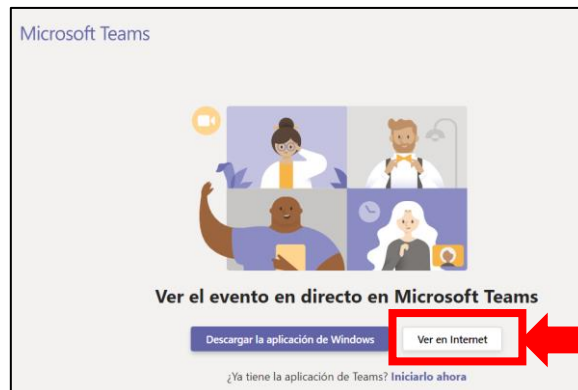 Microsoft Teams
Ver el evento en directo en Microsoft Teams
Descargar la aplicación de Windows
Ver en Internet
¿Ya tiene la aplicación de Teams? Iniciarlo ahora